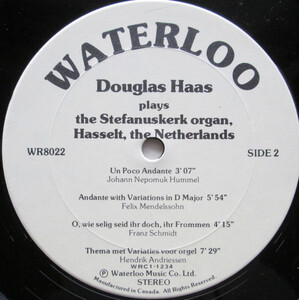 WATERLOO
Douglas Haas
plays
the Stefanuskerk organ,
Hasselt, the Netherlands
WR8022
SIDE 2
Un Poco Andante 3'07"
Johann Nepomuk Hummel
Andante with Variations in D Major 5'54"
Felix Mendelssohn
O, wie selig seid ihr doch, ihr Frommen 4'15"
Franz Schmidt
Thema met Variaties voor orgel 7'29"
Hendrik Andriessen
WRC1-1234
℗ Waterloo Music Co. Ltd.
Manufactured in Canada. All Rights Reserved.
STEREO